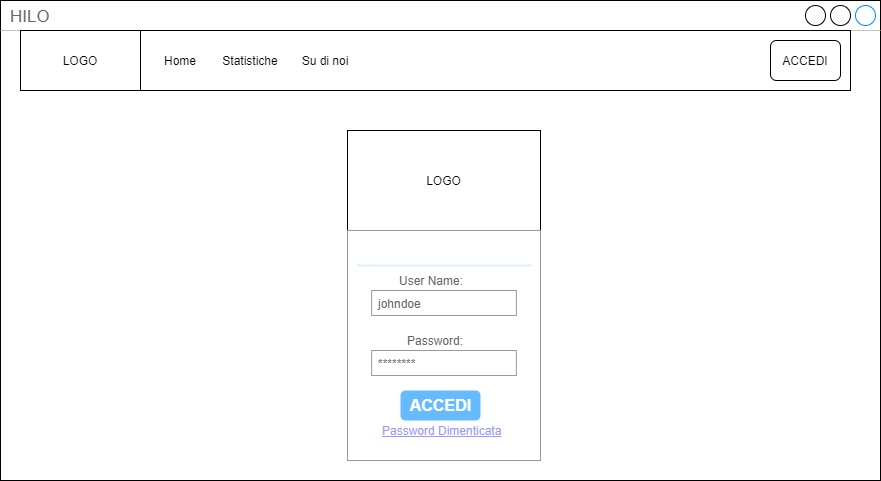 HILO
LOGO Home Statistiche Su di noi ACCEDI
LOGO
User Name:
johndoe
Password:
********
ACCEDI
Password Dimenticata